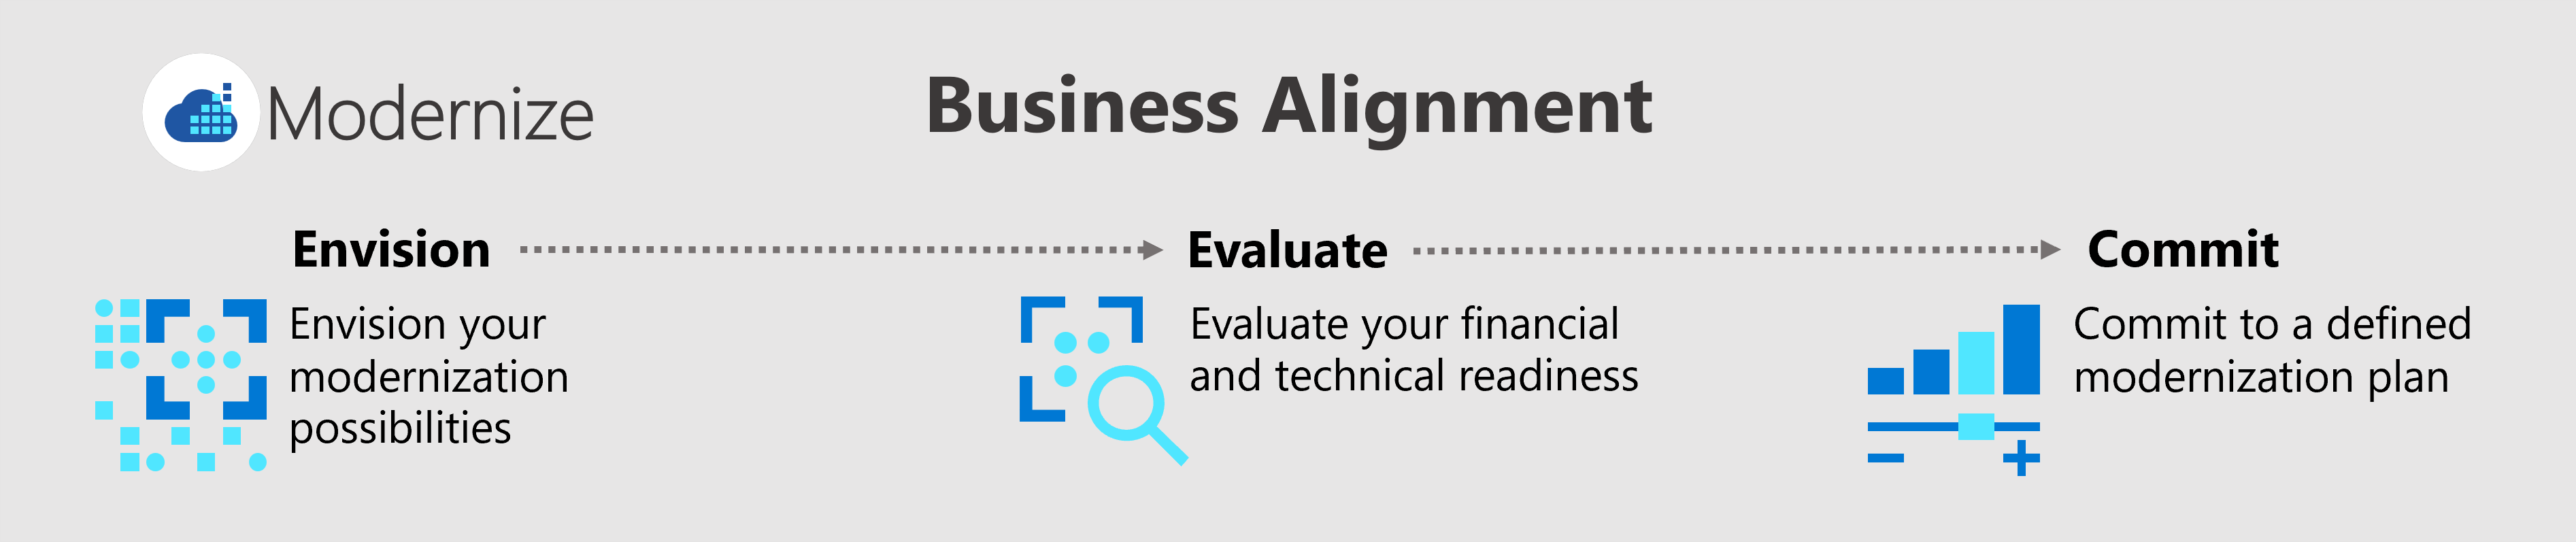 Modernize
Business Alignment
Envision
Envision your
modernization
possibilities
Evaluate
Evaluate your financial
and technical readiness
Commit
Commit to a defined
modernization plan